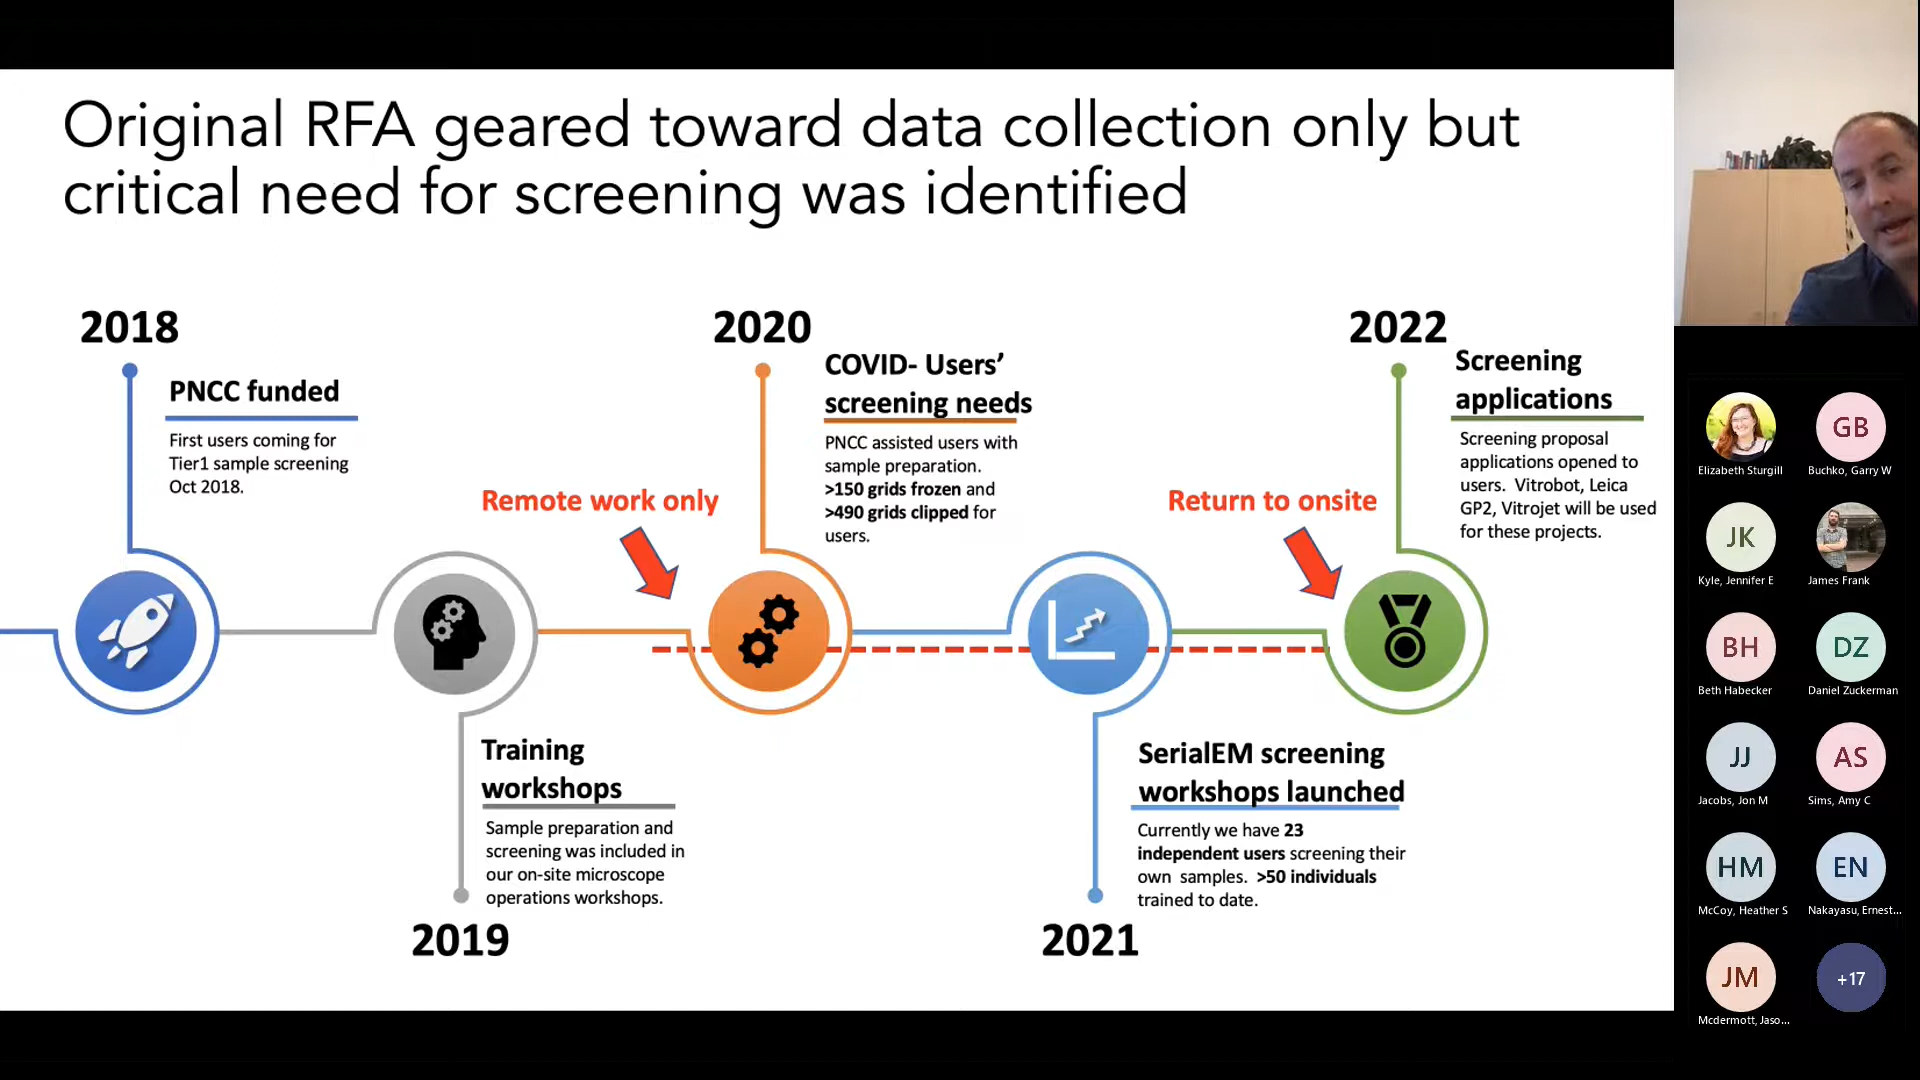 Original RFA geared toward data collection only but
critical need for screening was identified
2018
PNCC funded
First users coming for
Tier1 sample screening
Oct 2018.
Training
workshops
Sample preparation and
screening was included in
our on-site microscope
operations workshops.
2019
Remote work only
2020
COVID- Users’
screening needs
PNCC assisted users with
sample preparation.
>150 grids frozen and
>490 grids clipped for
users.
SerialEM screening
workshops launched
Currently we have 23
independent users screening their
own samples. >50 individuals
trained to date.
2021
Return to onsite
2022
Screening
applications
Screening proposal
applications opened to
users. Vitrobot, Leica
GP2, Vitrojet will be used
for these projects.
Elizabeth Sturgill
GB
Buchko, Garry W
JK
Kyle, Jennifer E
James Frank
BH
Beth Habecker
DZ
Daniel Zuckerman
JJ
Jacobs, Jon M
AS
Sims, Amy C
HM
McCoy, Heather S
EN
Nakayasu, Ernest...
JM
Mcdermott, Jaso...
+17